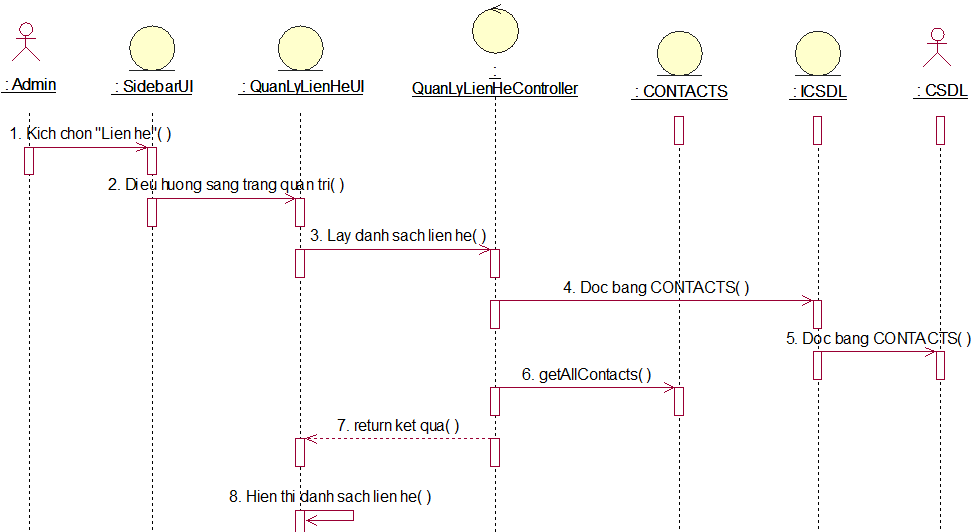 : Admin
: SidebarUI
: QuanLyLienHeUI
:
QuanLyLienHeController
: CONTACTS
: ICSDL
: CSDL
1. Kich chon "Lien he"( )
2. Dieu huong sang trang quan tri( )
3. Lay danh sach lien he( )
4. Doc bang CONTACTS( )
5. Doc bang CONTACTS( )
6. getAllContacts( )
7. return ket qua( )
8. Hien thi danh sach lien he( )